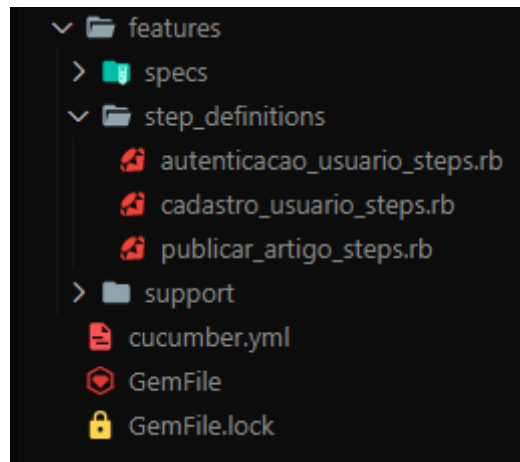 features
specs
step_definitions
autenticacao_usuario_steps.rb
cadastro_usuario_steps.rb
publicar_artigo_steps.rb
support
cucumber.yml
GemFile
GemFile.lock